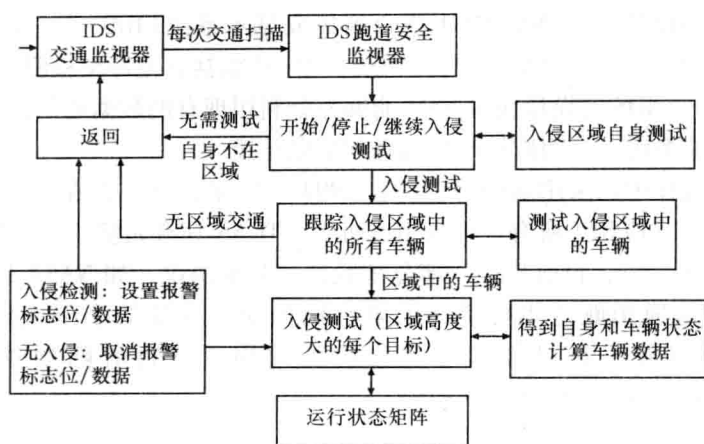 IDS
交通监视器
每次交通扫描
IDS跑道安全
监视器
返回
无需测试
自身不在
区域
开始/停止/继续入侵
测试
入侵区域自身测试
入侵测试
无区域交通
跟踪入侵区域中
的所有车辆
测试入侵区域中
的车辆
区域中的车辆
入侵检测：设置报警
标志位/数据
无入侵：取消报警
标志位/数据
入侵测试（区域高度
大的每个目标）
得到自身和车辆状态
计算车辆数据
运行状态矩阵